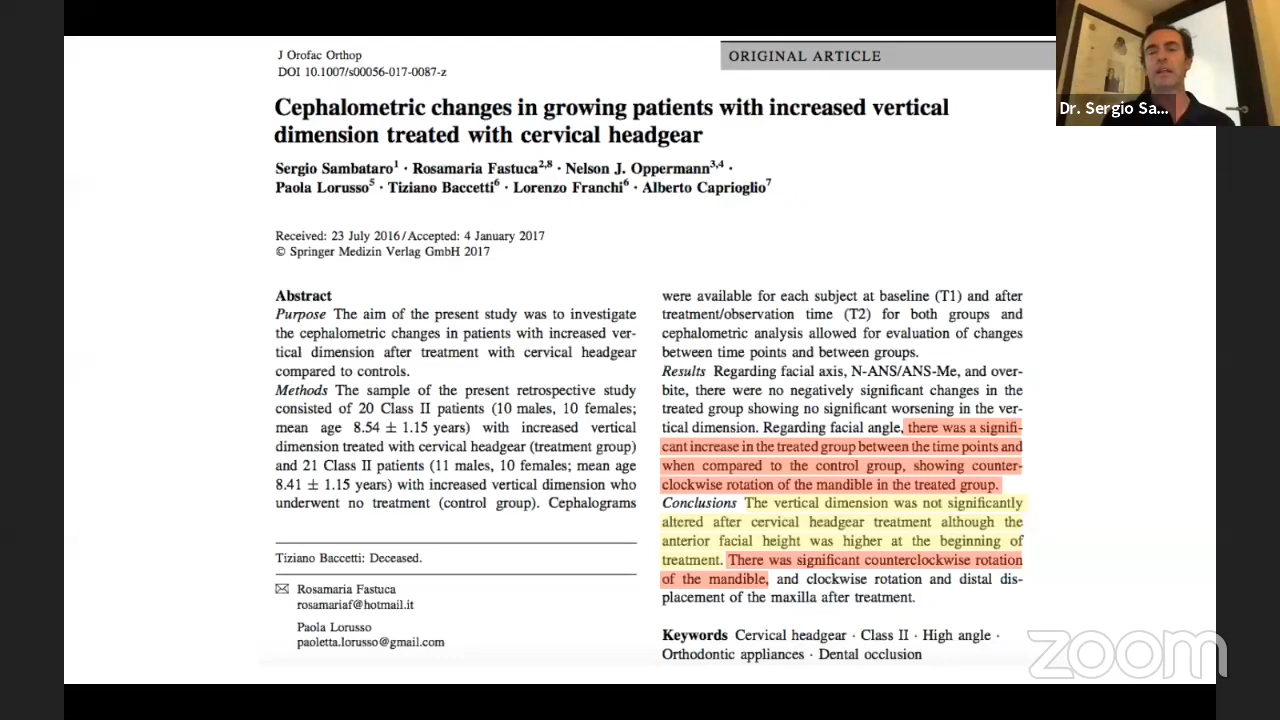 J Orofac Orthop
DOI 10.1007/s00056-017-0087-z
ORIGINAL ARTICLE
Dr. Sergio Sa...
Cephalometric changes in growing patients with increased vertical
dimension treated with cervical headgear
Sergio Sambataro1 · Rosamaria Fastuca2,8 · Nelson J. Oppermann3,4 ·
Paola Lorusso5 · Tiziano Baccetti6 · Lorenzo Franchi6 · Alberto Caprioglio7
Received: 23 July 2016 / Accepted: 4 January 2017
© Springer Medizin Verlag GmbH 2017
Abstract
Purpose The aim of the present study was to investigate
the cephalometric changes in patients with increased ver-
tical dimension after treatment with cervical headgear
compared to controls.
Methods The sample of the present retrospective study
consisted of 20 Class II patients (10 males, 10 females;
mean age 8.54 ± 1.15 years) with increased vertical
dimension treated with cervical headgear (treatment group)
and 21 Class II patients (11 males, 10 females; mean age
8.41 ± 1.15 years) with increased vertical dimension who
underwent no treatment (control group). Cephalograms
Tiziano Baccetti: Deceased.
Rosamaria Fastuca
rosamariaf@hotmail.it
Paola Lorusso
paoletta.lorusso@gmail.com
were available for each subject at baseline (T1) and after
treatment/observation time (T2) for both groups and
cephalometric analysis allowed for evaluation of changes
between time points and between groups.
Results Regarding facial axis, N-ANS/ANS-Me, and over-
bite, there were no negatively significant changes in the
treated group showing no significant worsening in the ver-
tical dimension. Regarding facial angle, there was a signifi-
cant increase in the treated group between the time points and
when compared to the control group, showing counter-
clockwise rotation of the mandible in the treated group.
Conclusions The vertical dimension was not significantly
altered after cervical headgear treatment although the
anterior facial height was higher at the beginning of
treatment. There was significant counterclockwise rotation
of the mandible, and clockwise rotation and distal dis-
placement of the maxilla after treatment.
Keywords Cervical headgear · Class II · High angle ·
Orthodontic appliances · Dental occlusion
zoom